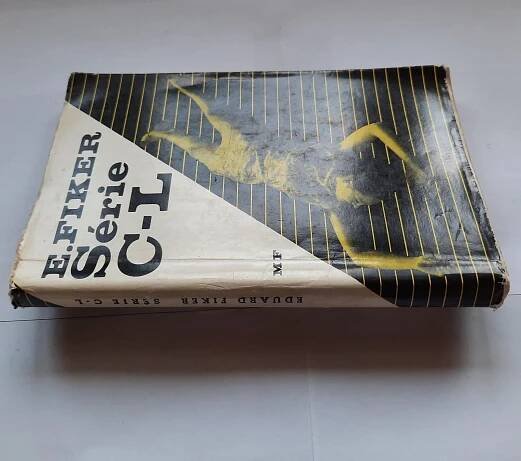 E. FIKER
Série
C-L
MF
EDUARD FIKER SÉRIE C-L